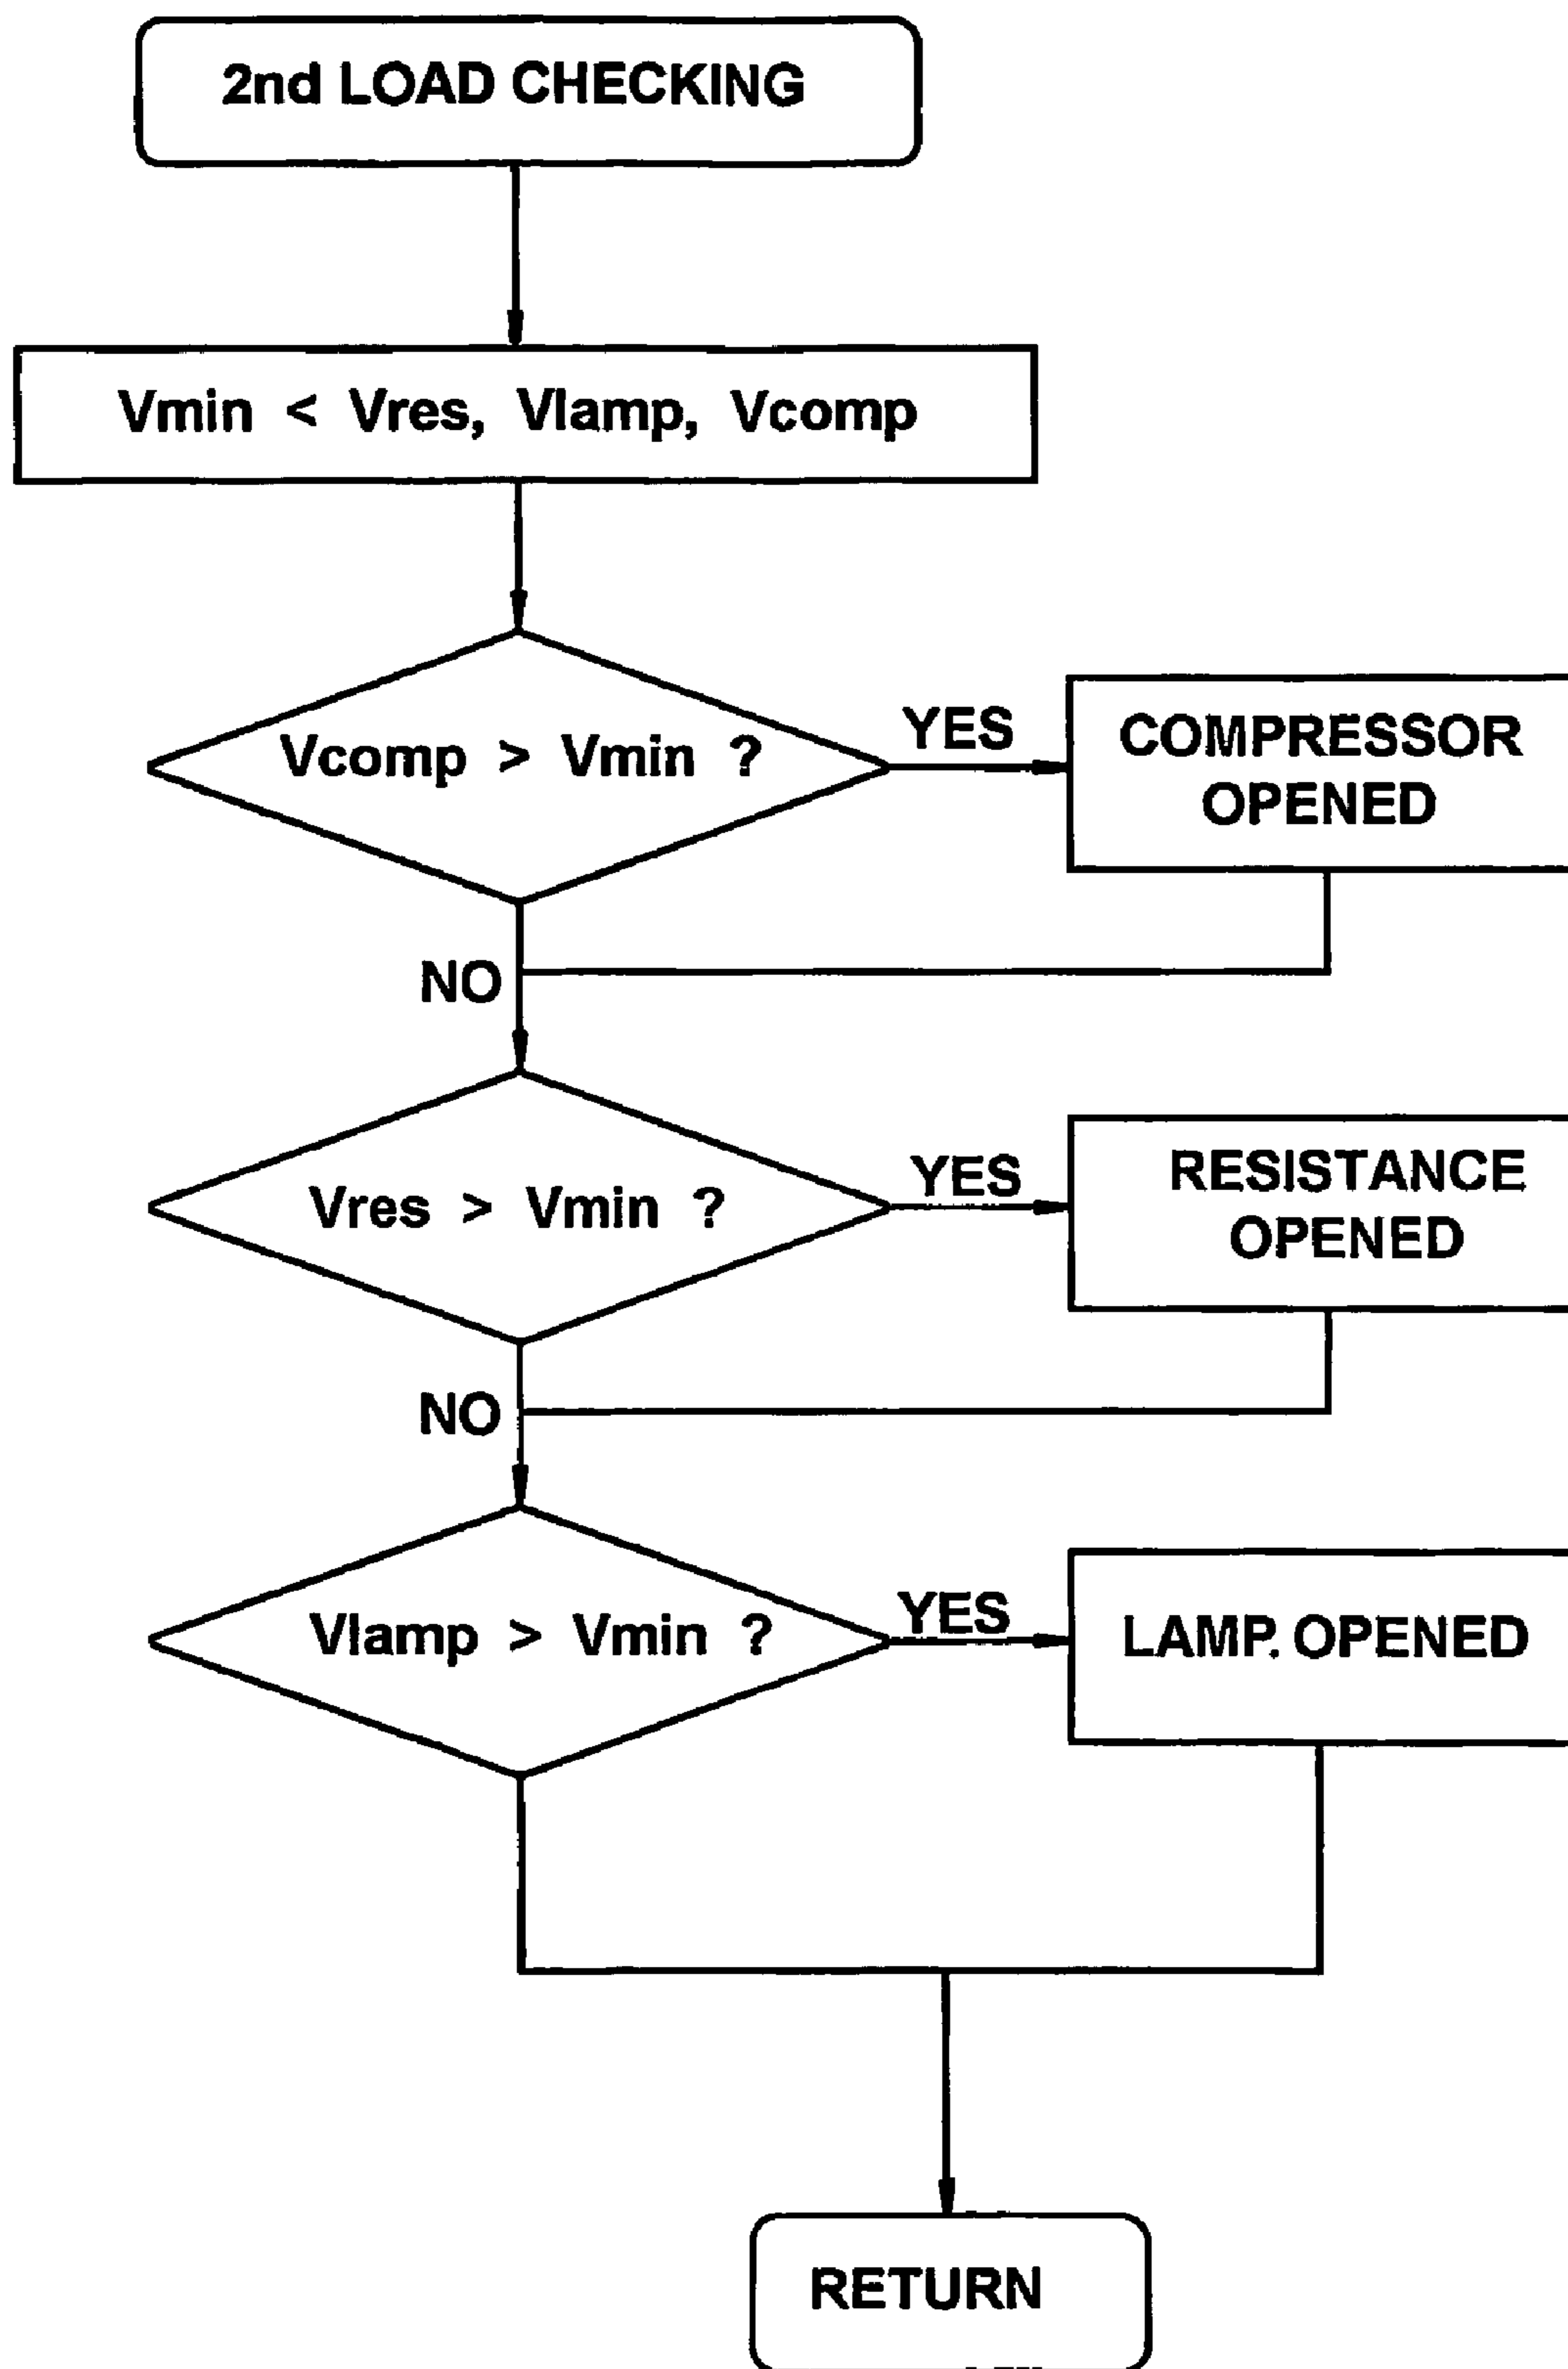 2nd LOAD CHECKING
Vmin < Vres, Vlamp, Vcomp
Vcomp > Vmin ?
YES
COMPRESSOR
OPENED
NO
Vres > Vmin ?
YES
RESISTANCE
OPENED
NO
Vlamp > Vmin ?
YES
LAMP. OPENED
RETURN